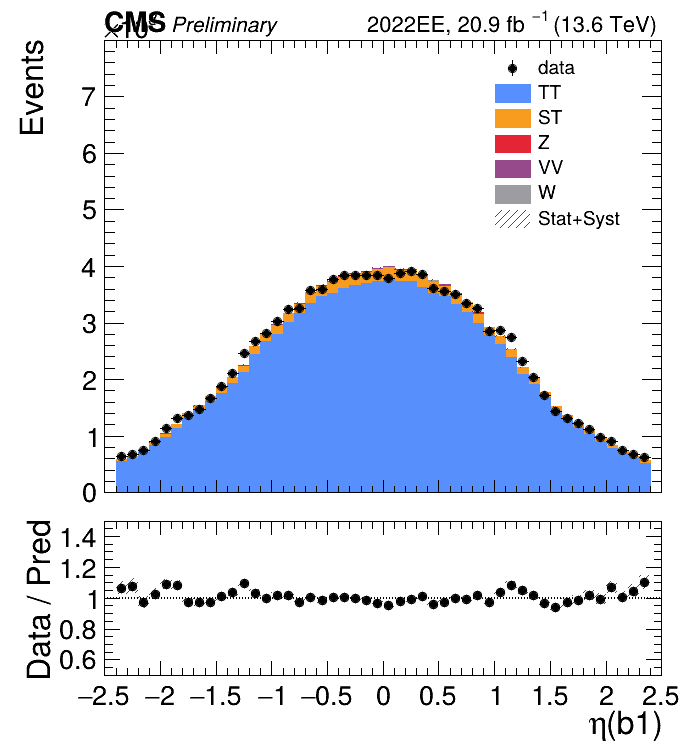 CMS Preliminary 2022EE, 20.9 fb⁻¹ (13.6 TeV)
Events
7
6
5
4
3
2
1
0
data
TT
ST
Z
VV
W
Stat+Syst
Data / Pred
1.4
1.2
1
0.8
0.6
−2.5 −2 −1.5 −1 −0.5 0 0.5 1 1.5 2 2.5
η(b1)